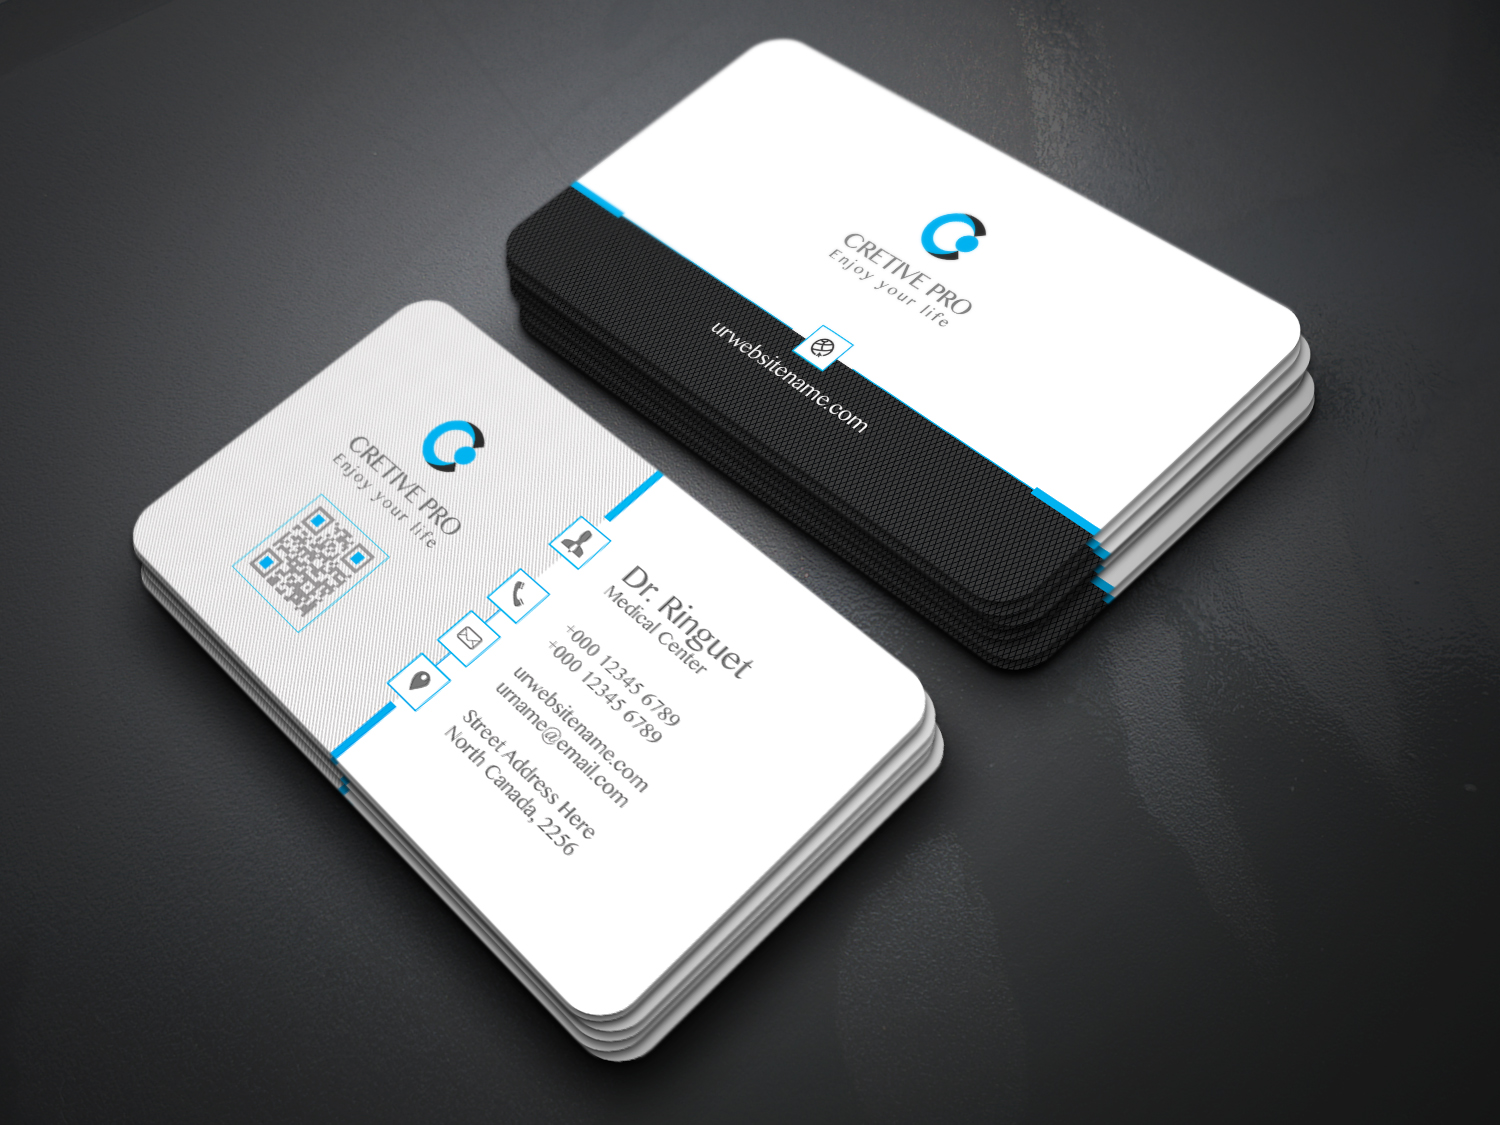 CRETIVE PRO
Enjoy your life
urwebsitename.com
CRETIVE PRO
Enjoy your life
Dr. Ringuet
Medical Center
+000 12345 6789
+000 12345 6789
urwebsitename.com
urname@email.com
Street Address Here
North Canada, 2256